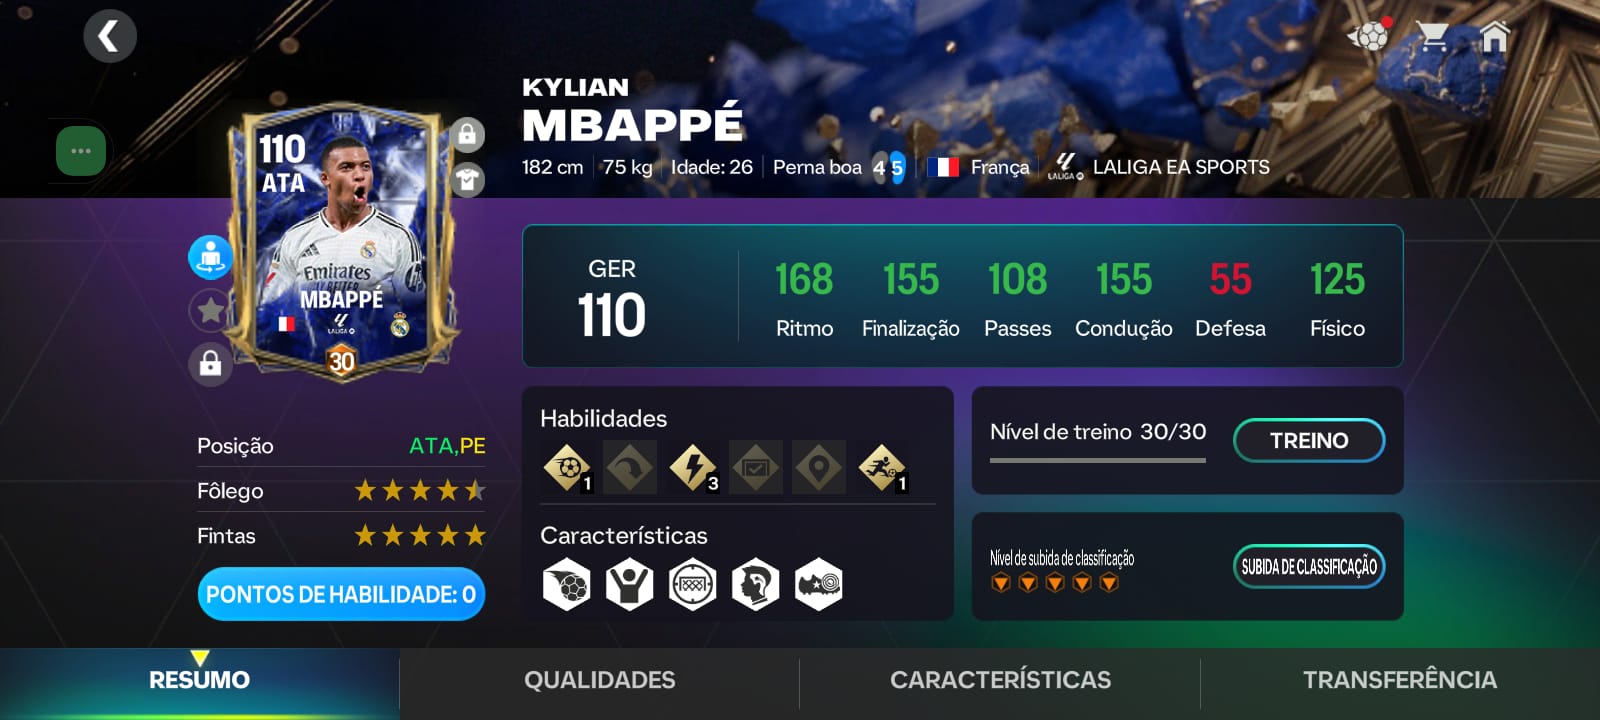 KYLIAN
MBAPPÉ
182 cm 75 kg Idade: 26 Perna boa 4 5 França LALIGA LALIGA EA SPORTS
110
ATA
Emirates
MBAPPÉ
LALIGA
30
GER
110
168 155 108 155 55 125
Ritmo Finalização Passes Condução Defesa Físico
Posição ATA,PE
Fôlego
Fintas
PONTOS DE HABILIDADE: 0
Habilidades
1 3 1
Características
Nível de treino 30/30 TREINO
Nível de subida de classificação SUBIDA DE CLASSIFICAÇÃO
RESUMO QUALIDADES CARACTERÍSTICAS TRANSFERÊNCIA